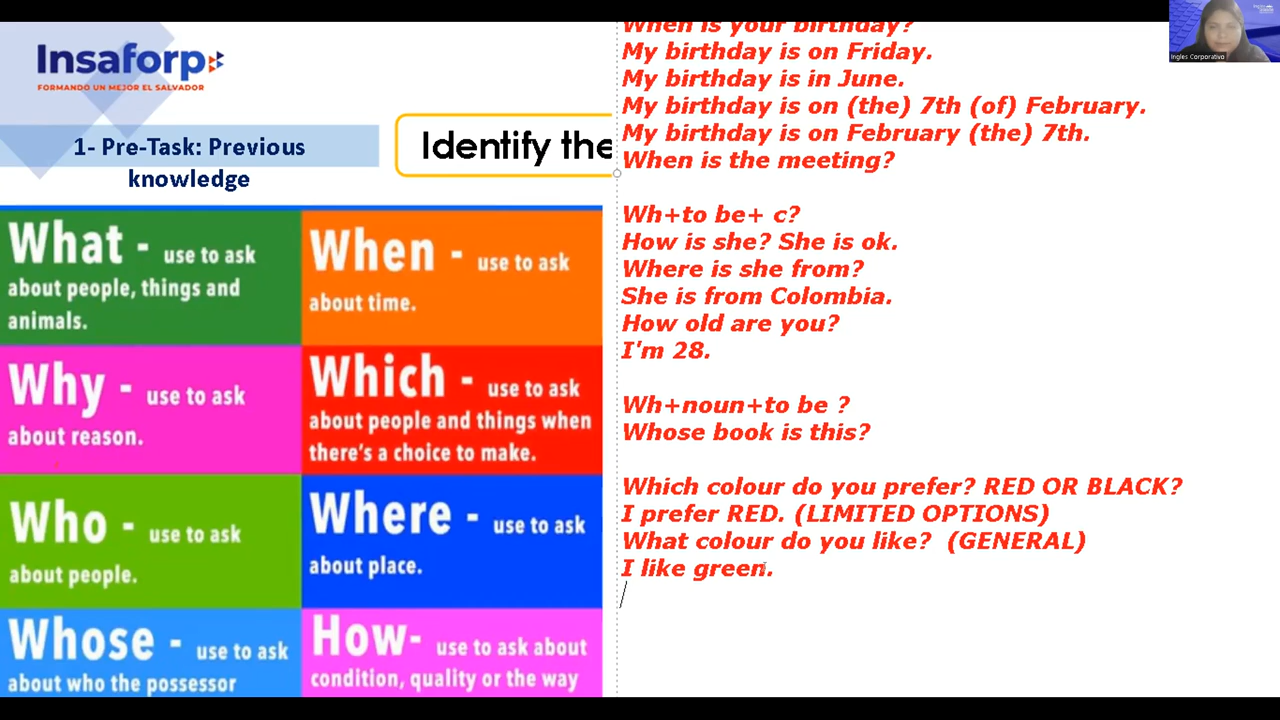 Insaforp
FORMANDO UN MEJOR EL SALVADOR
1- Pre-Task: Previous
knowledge
Identify the
What - use to ask
about people, things and
animals.
When - use to ask
about time.
Why - use to ask
about reason.
Which - use to ask
about people and things when
there's a choice to make.
Who - use to ask
about people.
Where - use to ask
about place.
Whose - use to ask
about who the possessor
How- use to ask about
condition, quality or the way
When is your birthday?
My birthday is on Friday.
My birthday is in June.
My birthday is on (the) 7th (of) February.
My birthday is on February (the) 7th.
When is the meeting?
Wh+to be+ c?
How is she? She is ok.
Where is she from?
She is from Colombia.
How old are you?
I'm 28.
Wh+noun+to be ?
Whose book is this?
Which colour do you prefer? RED OR BLACK?
I prefer RED. (LIMITED OPTIONS)
What colour do you like? (GENERAL)
I like green.
Ingles Corporativo